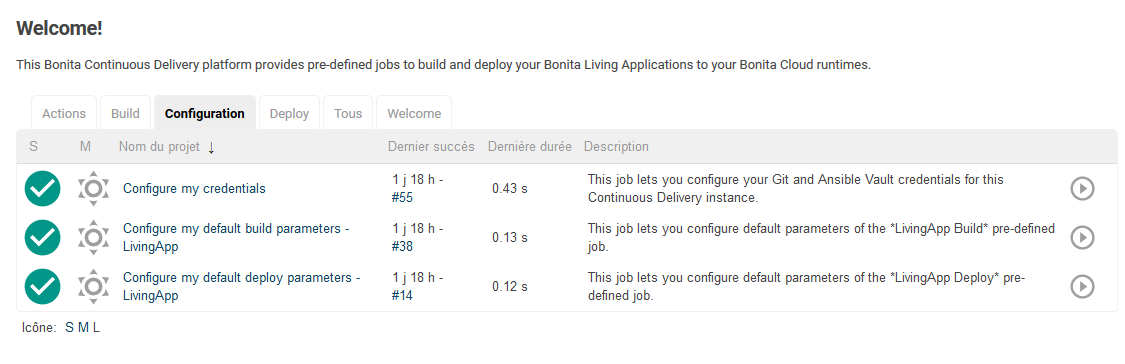 Welcome!
This Bonita Continuous Delivery platform provides pre-defined jobs to build and deploy your Bonita Living Applications to your Bonita Cloud runtimes.
Actions Build Configuration Deploy Tous Welcome
S M Nom du projet ↓ Dernier succès Dernière durée Description
Configure my credentials 1 j 18 h - #55 0.43 s This job lets you configure your Git and Ansible Vault credentials for this
Continuous Delivery instance.
Configure my default build parameters - 1 j 18 h - 0.13 s This job lets you configure default parameters of the *LivingApp Build* pre-defined
LivingApp #38 job.
Configure my default deploy parameters - 1 j 18 h - 0.12 s This job lets you configure default parameters of the *LivingApp Deploy* pre-
LivingApp #14 defined job.
Icône: S M L